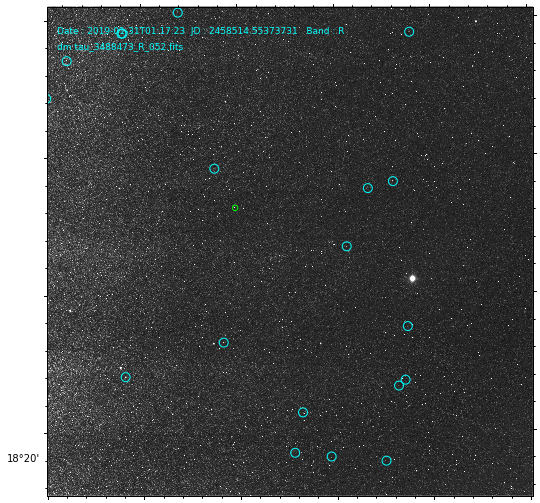 Date : 2019-01-31T01:17:23 JD : 2458514.55373731 Band : R
dm tau_3488473_R_052.fits
18°20'